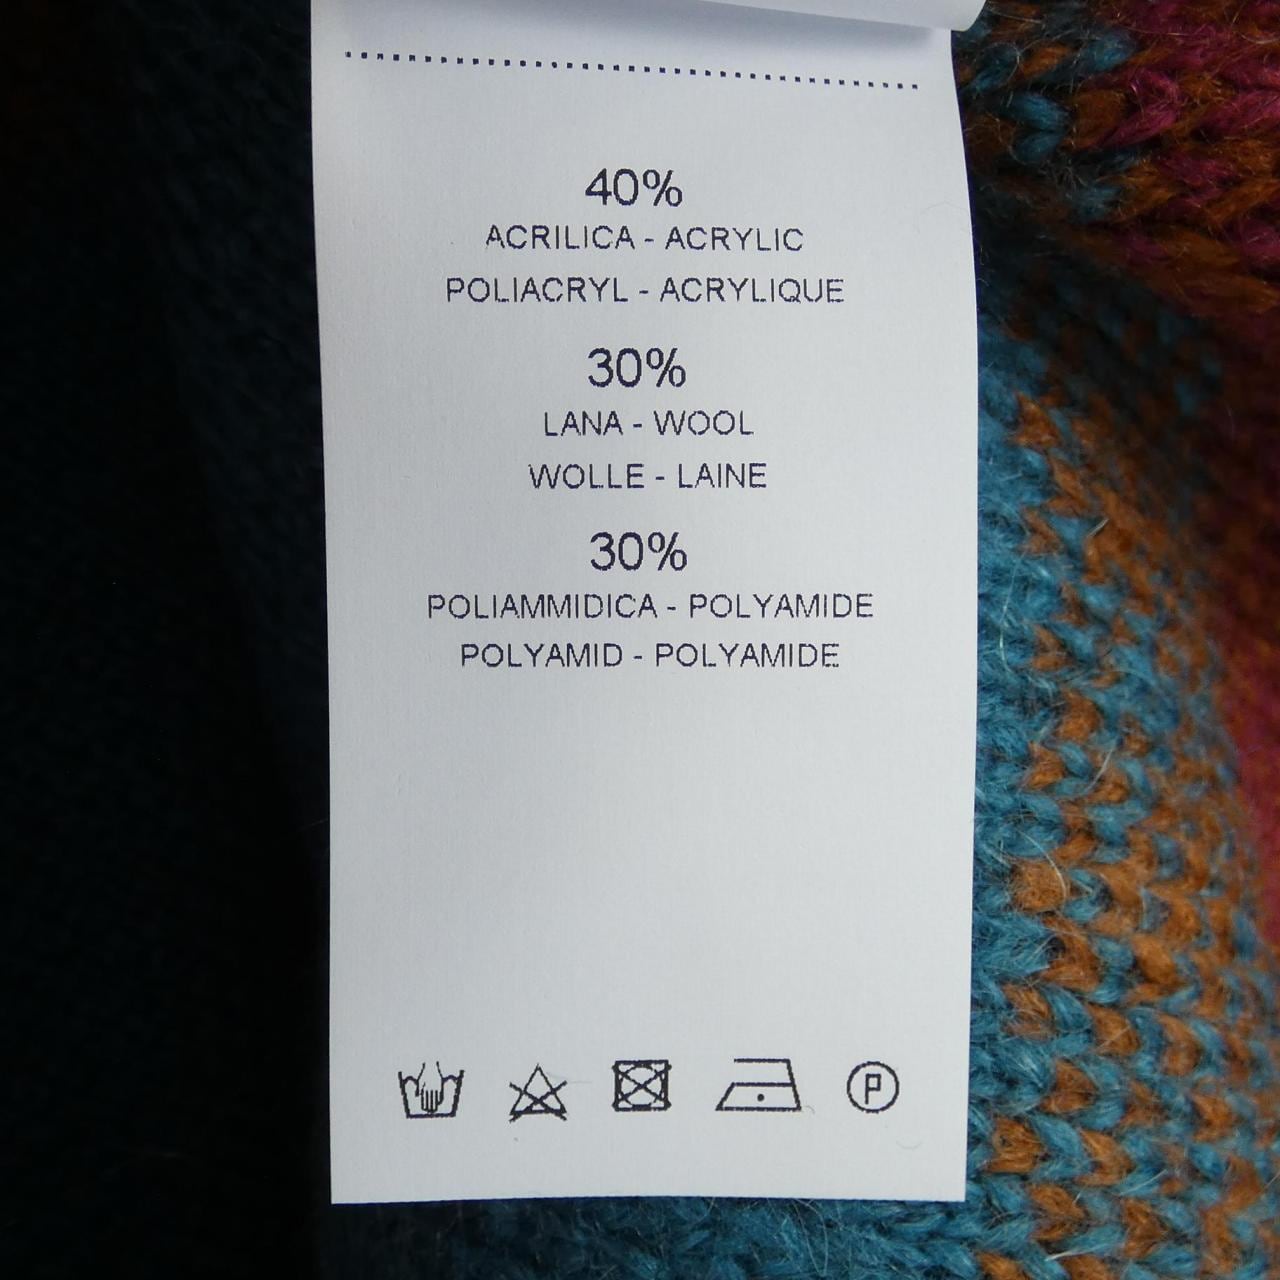 40%
ACRILICA - ACRYLIC
POLIACRYL - ACRYLIQUE
30%
LANA - WOOL
WOLLE - LAINE
30%
POLIAMMIDICA - POLYAMIDE
POLYAMID - POLYAMIDE
P